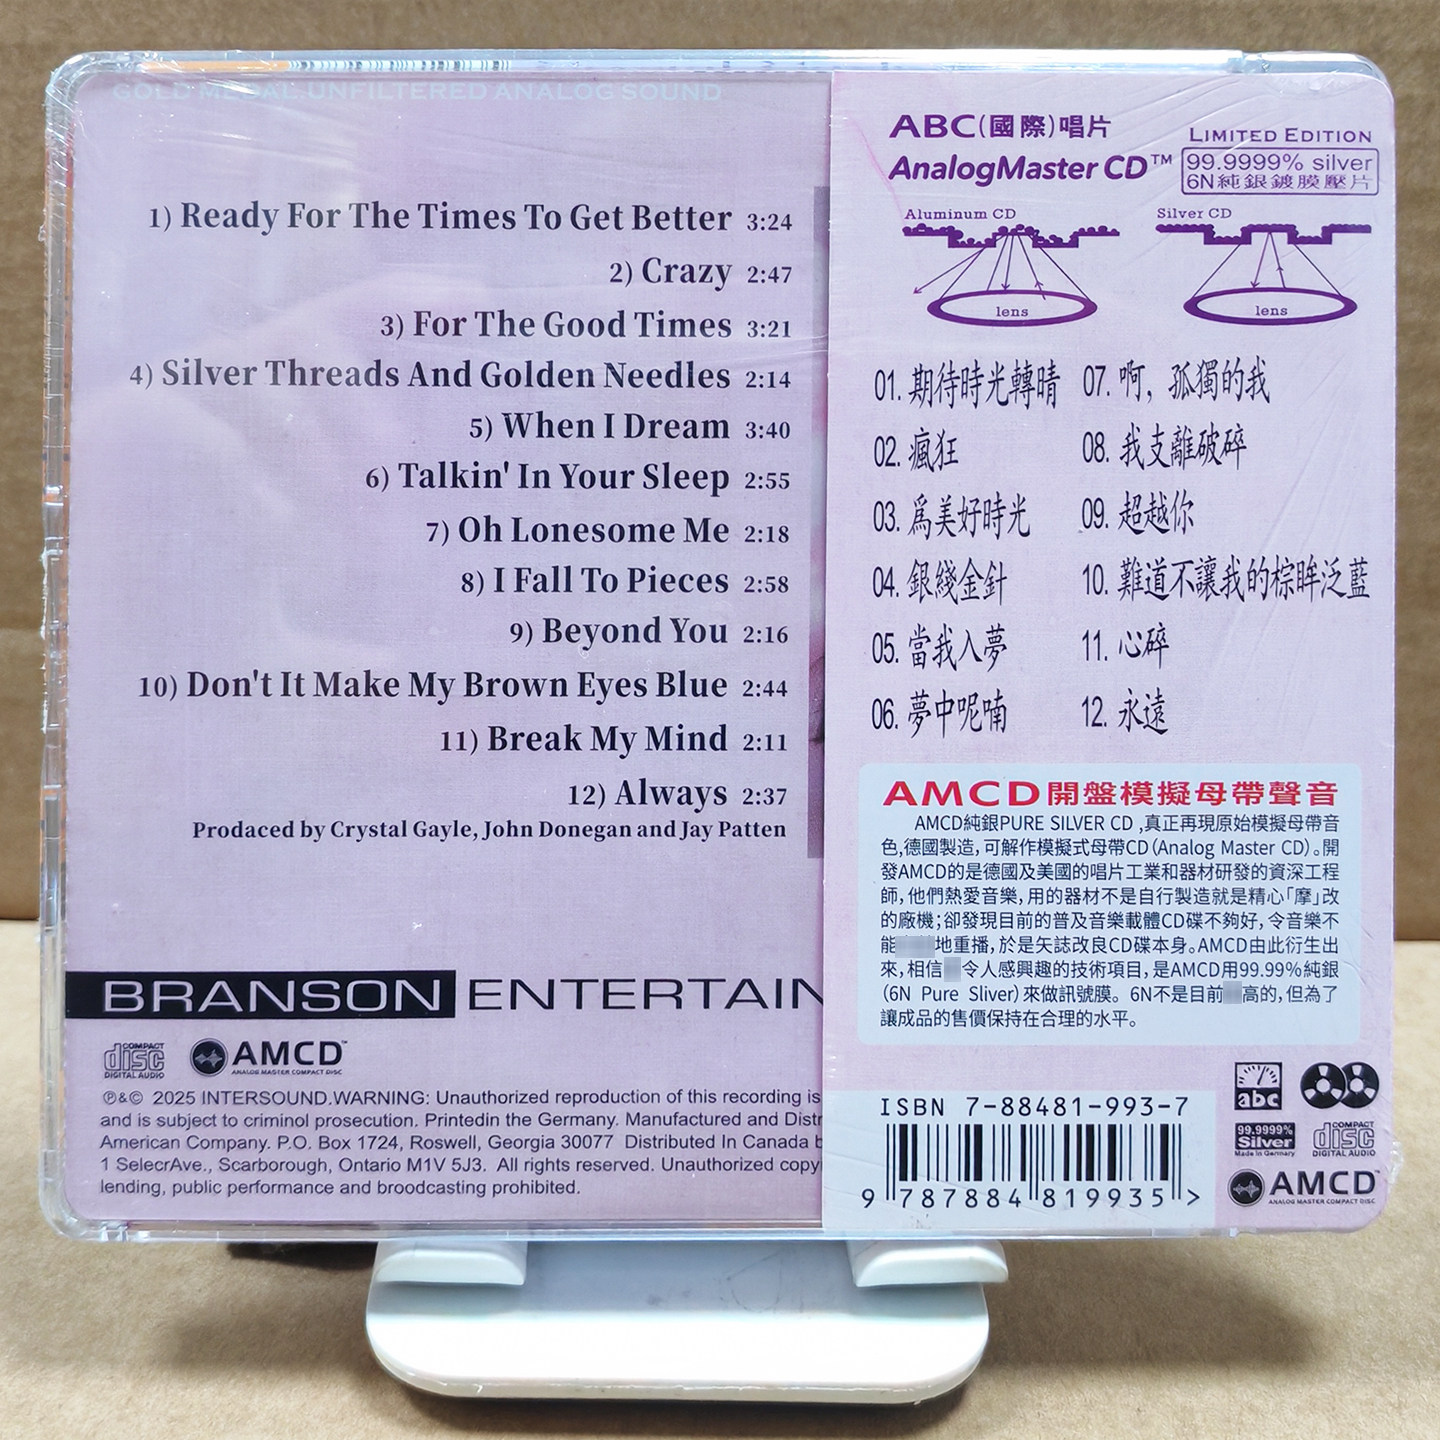 GOLD MEDAL.UNFILTERED ANALOG SOUND
1) Ready For The Times To Get Better 3:24
2) Crazy 2:47
3) For The Good Times 3:21
4) Silver Threads And Golden Needles 2:14
5) When I Dream 3:40
6) Talkin' In Your Sleep 2:55
7) Oh Lonesome Me 2:18
8) I Fall To Pieces 2:58
9) Beyond You 2:16
10) Don't It Make My Brown Eyes Blue 2:44
11) Break My Mind 2:11
12) Always 2:37
Prodaced by Crystal Gayle, John Donegan and Jay Patten
BRANSON ENTERTAIN
COMPACT
disc
DIGITAL AUDIO
AMCD™
ANALOG MASTER COMPACT DISC
℗&© 2025 INTERSOUND.WARNING: Unauthorized reproduction of this recording is
and is subject to criminol prosecution. Printedin the Germany. Manufactured and Distr
American Company. P.O. Box 1724, Roswell, Georgia 30077 Distributed In Canada b
1 SelecrAve., Scarborough, Ontario M1V 5J3. All rights reserved. Unauthorized copyi
lending, public performance and broodcasting prohibited.
ABC(國際)唱片
AnalogMaster CD™
LIMITED EDITION
99.9999% silver
6N純銀鍍膜壓片
Aluminum CD
Silver CD
lens
lens
01. 期待時光轉晴
02. 瘋狂
03. 爲美好時光
04. 銀綫金針
05. 當我入夢
06. 夢中呢喃
07. 啊，孤獨的我
08. 我支離破碎
09. 超越你
10. 難道不讓我的棕眸泛藍
11. 心碎
12. 永遠
AMCD開盤模擬母帶聲音
AMCD純銀PURE SILVER CD ,真正再現原始模擬母帶音
色,德國製造,可解作模擬式母帶CD(Analog Master CD)。開
發AMCD的是德國及美國的唱片工業和器材研發的資深工程
師,他們熱愛音樂,用的器材不是自行製造就是精心「摩」改
的廠機;卻發現目前的普及音樂載體CD碟不夠好,令音樂不
能地重播,於是矢誌改良CD碟本身。AMCD由此衍生出
來,相信令人感興趣的技術項目,是AMCD用99.99%純銀
(6N Pure Sliver)來做訊號膜。6N不是目前高的,但為了
讓成品的售價保持在合理的水平。
ISBN 7-88481-993-7
9 787884 819935 >
abc
99.9999%
Silver
Made in Germany
COMPACT
disc
DIGITAL AUDIO
AMCD™
ANALOG MASTER COMPACT DISC